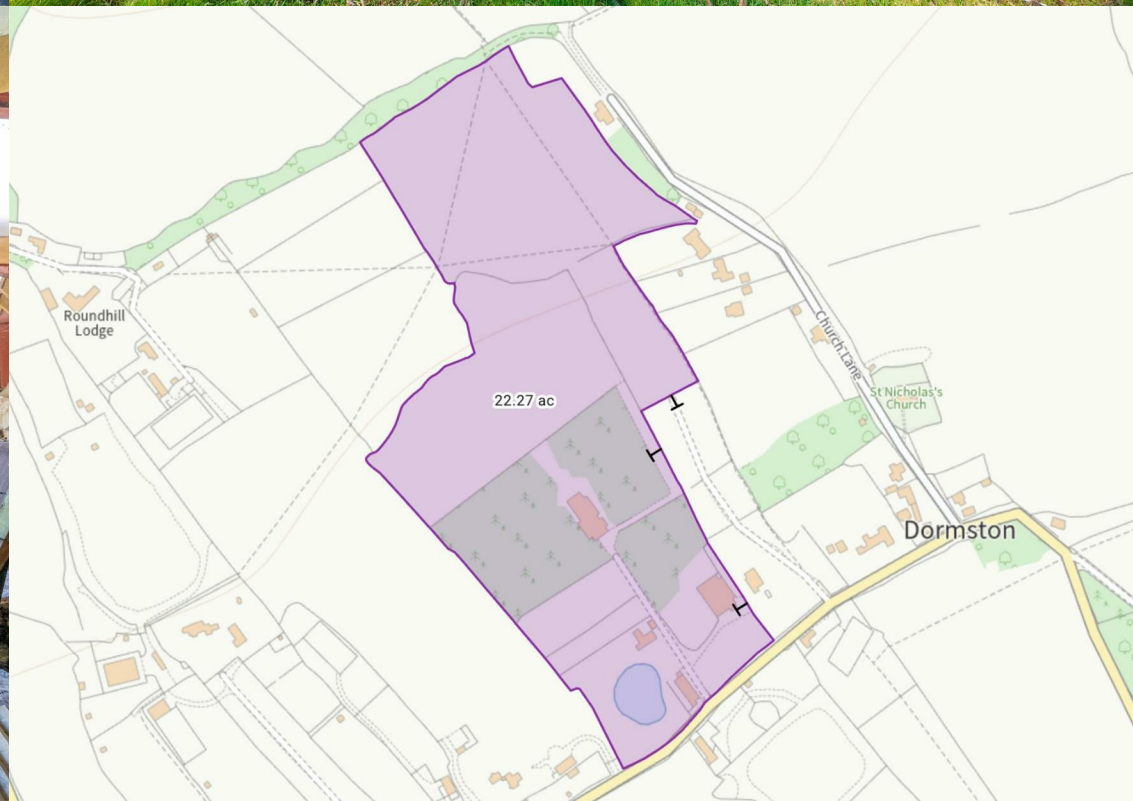 Roundhill
Lodge
22.27 ac
Church Lane
St Nicholas's
Church
Dormston